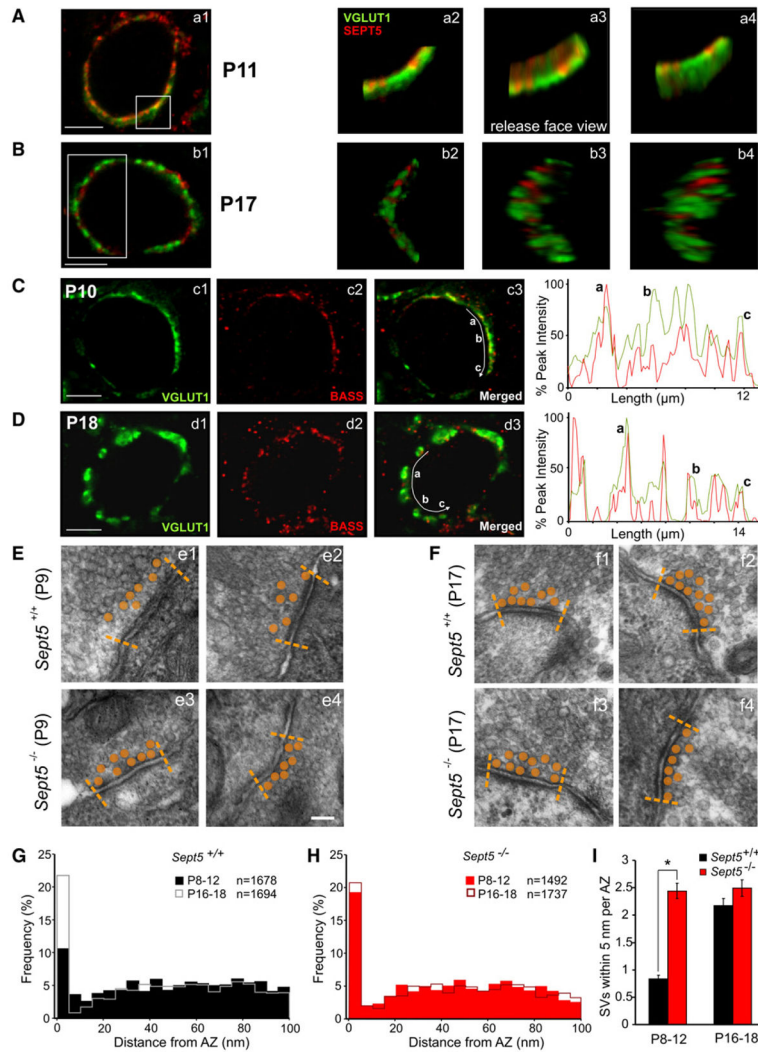 A
a1
P11
VGLUT1
SEPT5
a2
a3
release face view
a4
B
b1
P17
b2
b3
b4
C
P10
c1
VGLUT1
c2
BASS
c3
a
b
c
Merged
% Peak Intensity
100
50
0
a
b
c
0
Length (µm)
12
D
P18
d1
VGLUT1
d2
BASS
d3
a
b
c
Merged
% Peak Intensity
100
50
0
a
b
c
0
Length (µm)
14
E
Sept5 +/+ (P9)
e1
e2
Sept5 -/- (P9)
e3
e4
F
Sept5 +/+ (P17)
f1
f2
Sept5 -/- (P17)
f3
f4
G
Sept5 +/+
P8-12 n=1678
P16-18 n=1694
Frequency (%)
25
20
15
10
5
0
0 20 40 60 80 100
Distance from AZ (nm)
H
Sept5 -/-
P8-12 n=1492
P16-18 n=1737
Frequency (%)
25
20
15
10
5
0
0 20 40 60 80 100
Distance from AZ (nm)
I
Sept5+/+
Sept5-/-
SVs within 5 nm per AZ
3
2.5
2
1.5
1
0.5
0
*
P8-12 P16-18